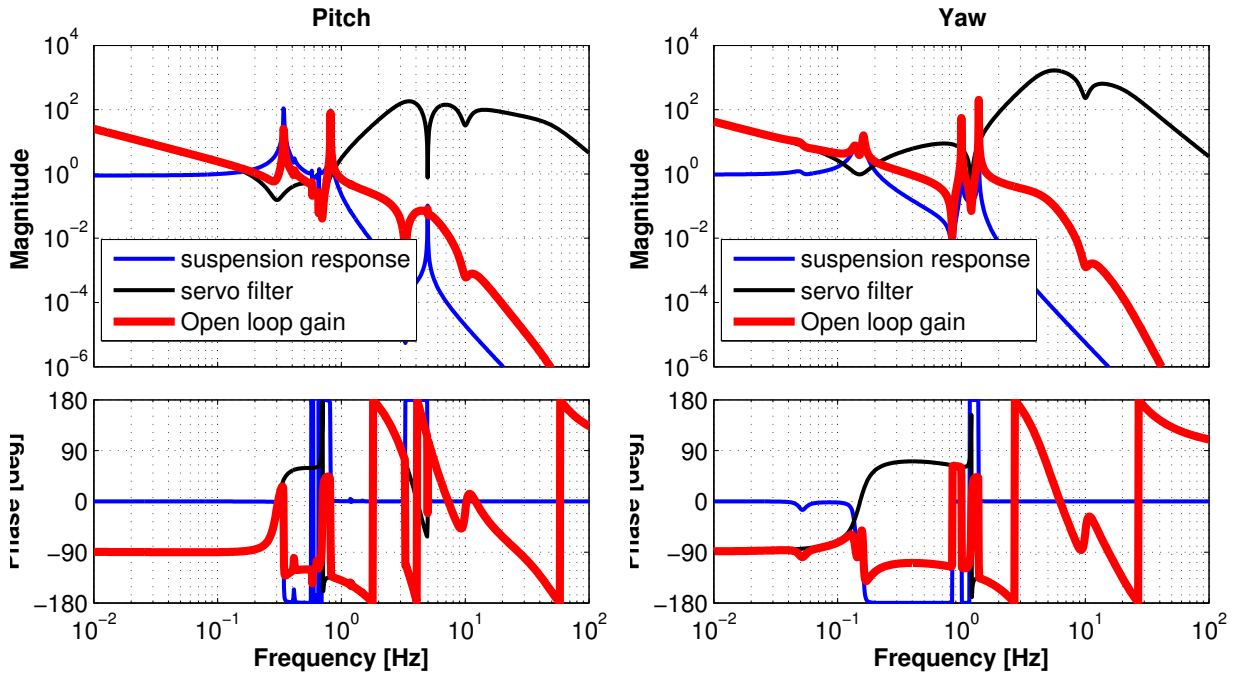 Pitch
Magnitude
10^4
10^2
10^0
10^-2
10^-4
10^-6
suspension response
servo filter
Open loop gain
Phase [deg]
180
90
0
−90
−180
10^-2
10^-1
10^0
10^1
10^2
Frequency [Hz]
Yaw
Magnitude
10^4
10^2
10^0
10^-2
10^-4
10^-6
suspension response
servo filter
Open loop gain
Phase [deg]
180
90
0
−90
−180
10^-2
10^-1
10^0
10^1
10^2
Frequency [Hz]